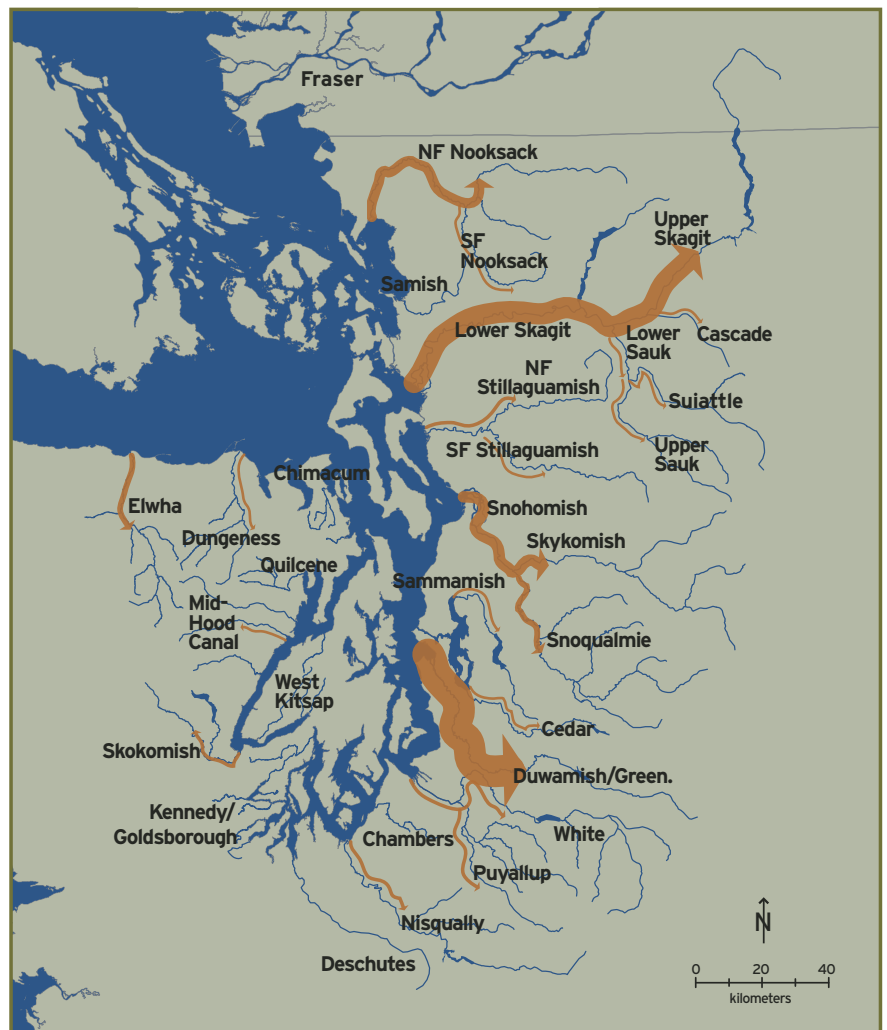 Fraser
NF Nooksack
SF
Nooksack
Samish
Upper
Skagit
Lower Skagit
Lower
Sauk
Cascade
NF
Stillaguamish
Suiattle
SF Stillaguamish
Upper
Sauk
Chimacum
Elwha
Dungeness
Snohomish
Skykomish
Quilcene
Sammamish
Mid-
Hood
Canal
Snoqualmie
West
Kitsap
Cedar
Skokomish
Duwamish/Green.
Kennedy/
Goldsborough
Chambers
White
Puyallup
Nisqually
Deschutes
N
0 20 40
kilometers